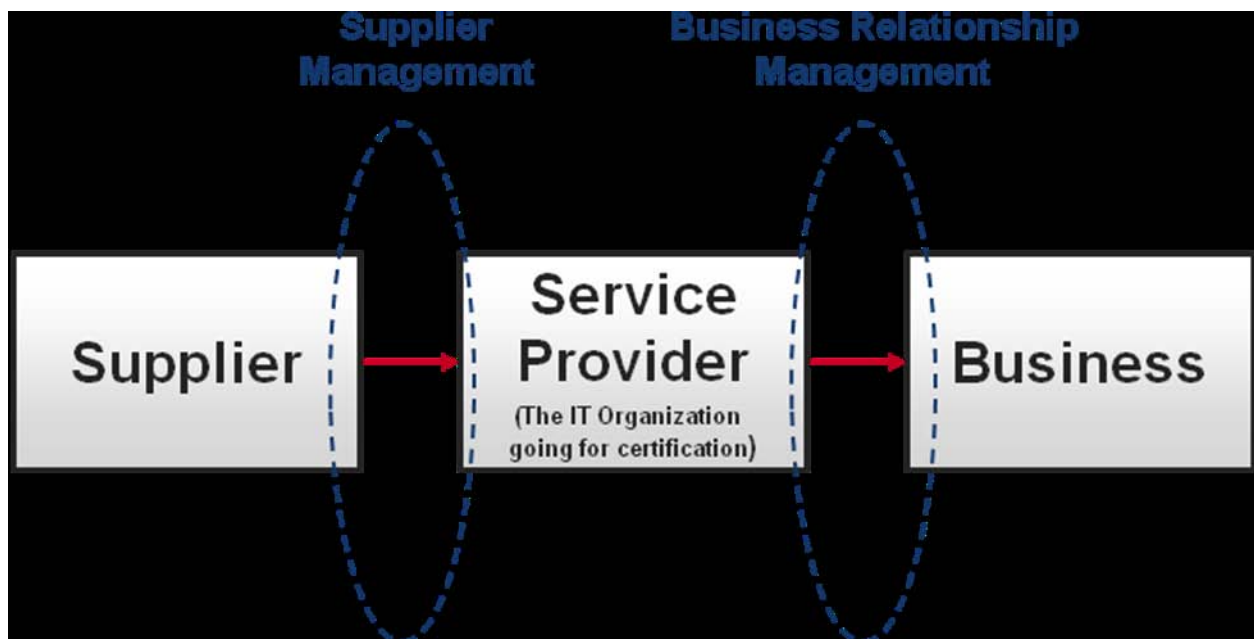 Supplier
Management
Business Relationship
Management
Supplier
Service
Provider
(The IT Organization
going for certification)
Business